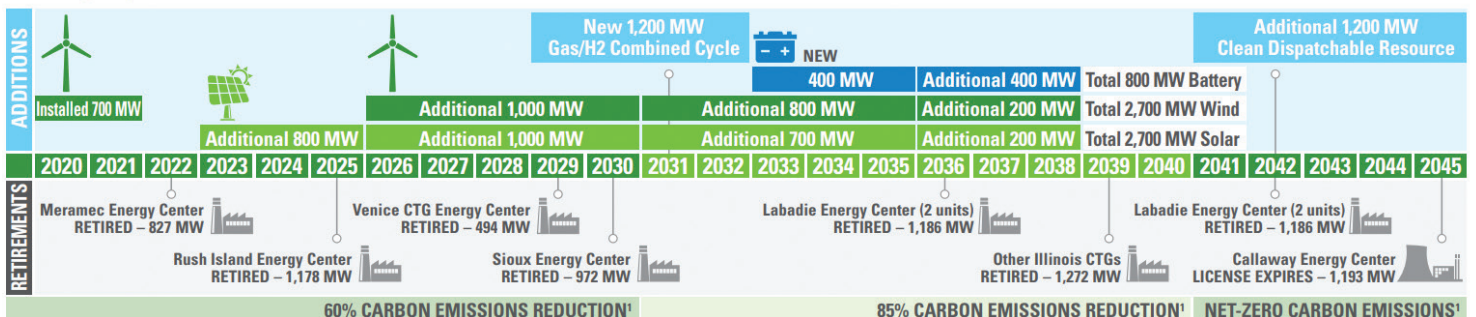 ADDITIONS
New 1,200 MW
Gas/H2 Combined Cycle
Additional 1,200 MW
Clean Dispatchable Resource
NEW
400 MW
Additional 400 MW
Total 800 MW Battery
Installed 700 MW
Additional 1,000 MW
Additional 800 MW
Additional 200 MW
Total 2,700 MW Wind
Additional 800 MW
Additional 1,000 MW
Additional 700 MW
Additional 200 MW
Total 2,700 MW Solar
2020 2021 2022 2023 2024 2025 2026 2027 2028 2029 2030 2031 2032 2033 2034 2035 2036 2037 2038 2039 2040 2041 2042 2043 2044 2045
RETIREMENTS
Meramec Energy Center
RETIRED – 827 MW
Venice CTG Energy Center
RETIRED – 494 MW
Labadie Energy Center (2 units)
RETIRED – 1,186 MW
Labadie Energy Center (2 units)
RETIRED – 1,186 MW
Rush Island Energy Center
RETIRED – 1,178 MW
Sioux Energy Center
RETIRED – 972 MW
Other Illinois CTGs
RETIRED – 1,272 MW
Callaway Energy Center
LICENSE EXPIRES – 1,193 MW
60% CARBON EMISSIONS REDUCTION¹
85% CARBON EMISSIONS REDUCTION¹
NET-ZERO CARBON EMISSIONS¹